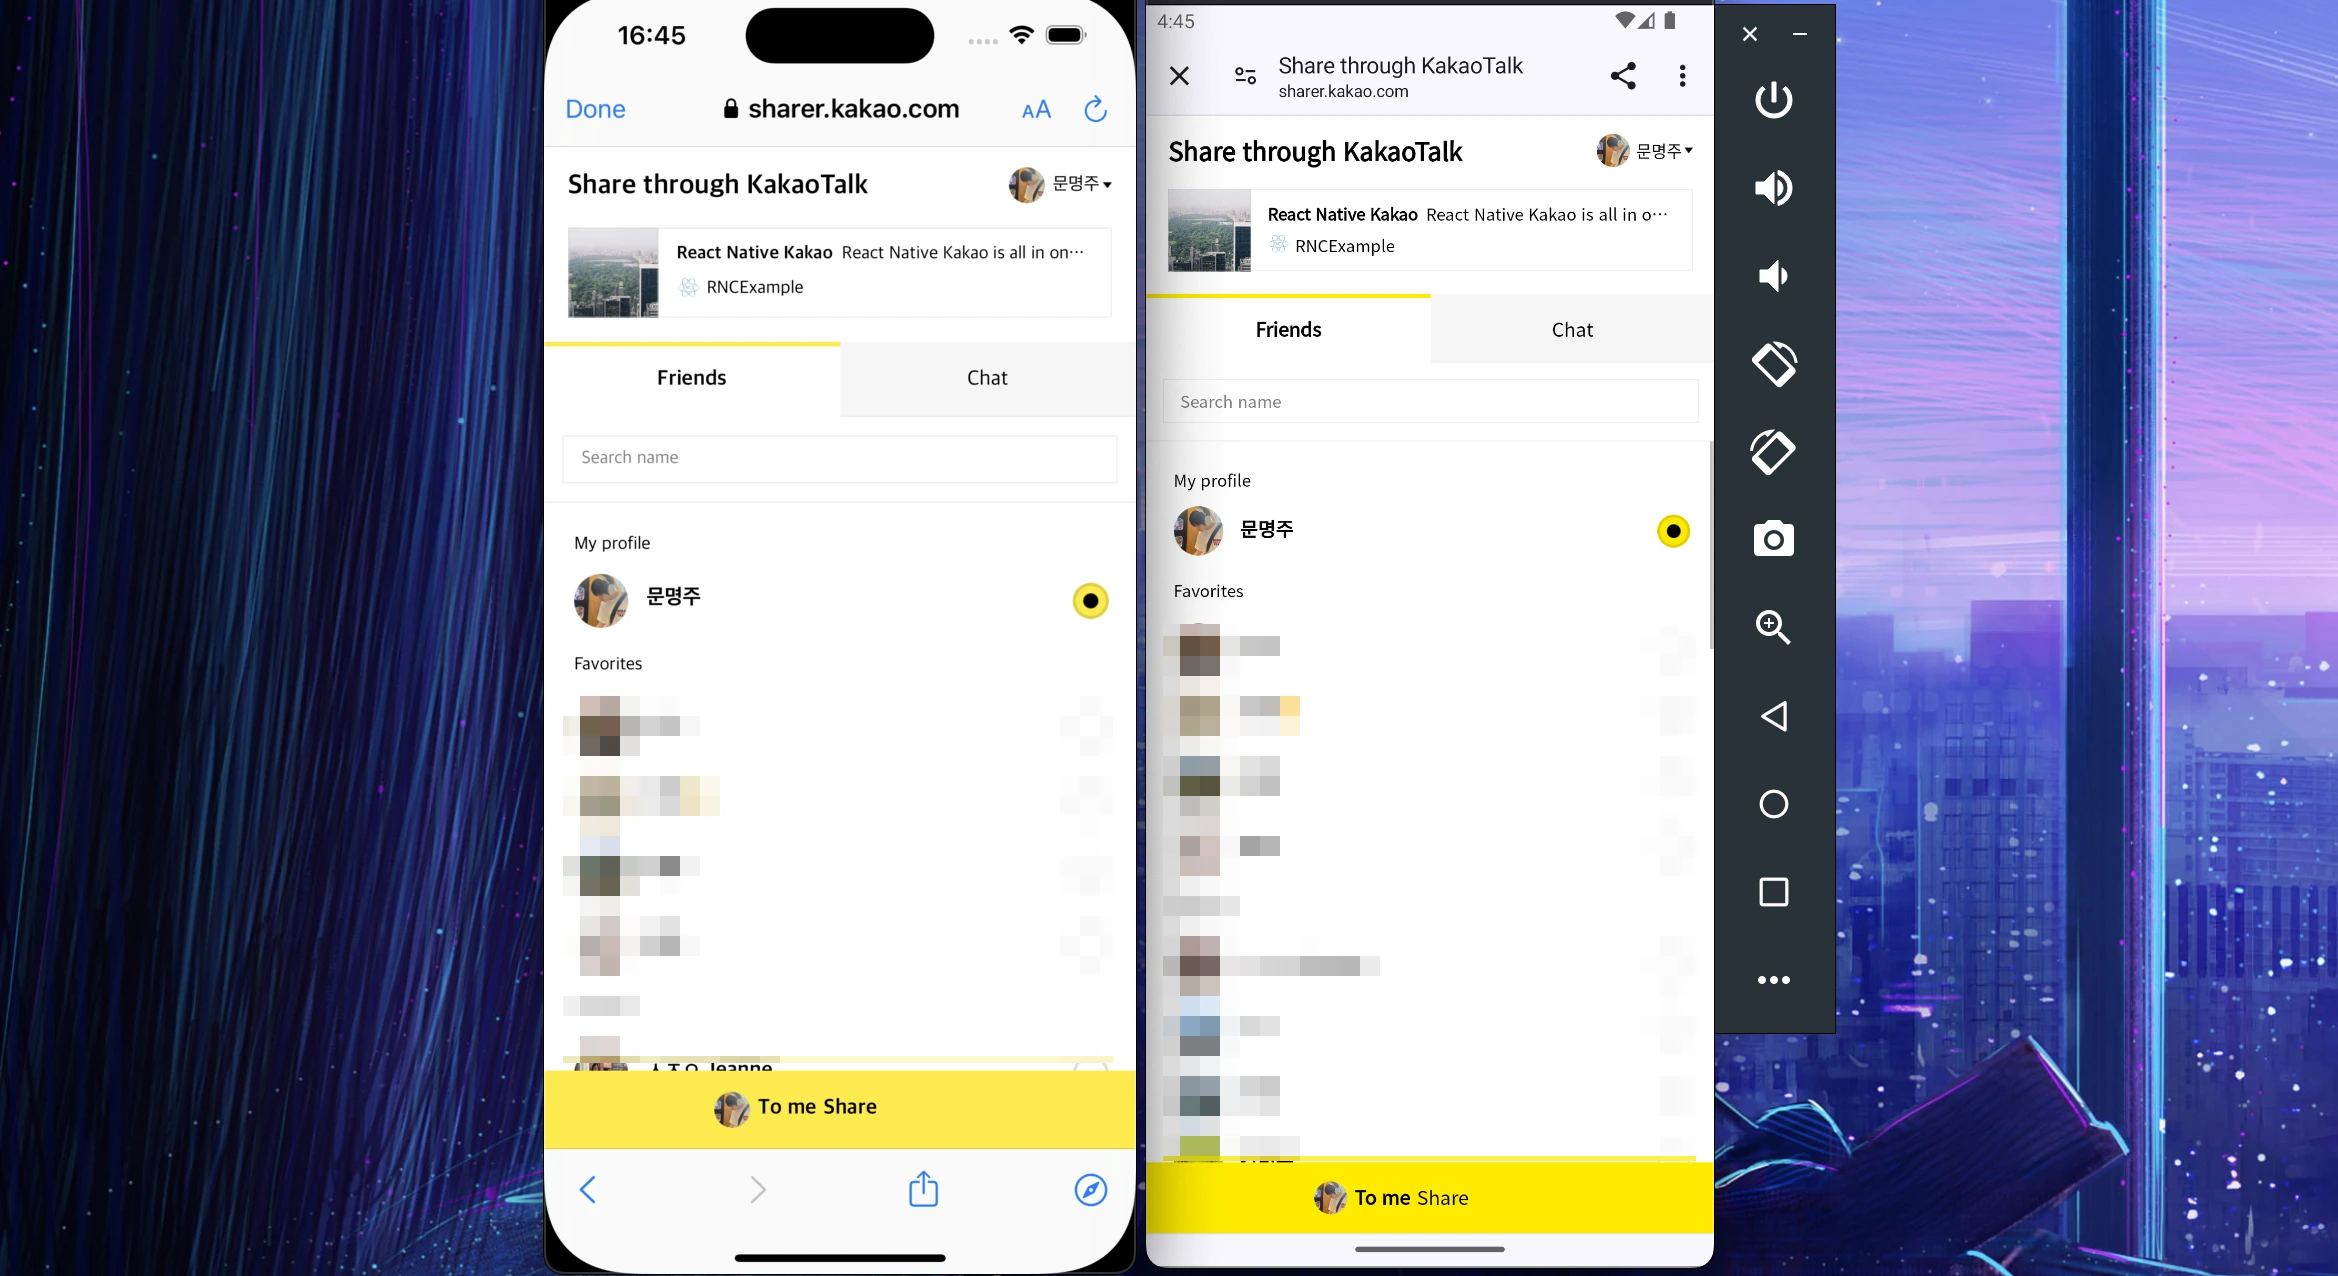 16:45
Done
sharer.kakao.com
AA
Share through KakaoTalk
문명주
React Native Kakao React Native Kakao is all in on…
RNCExample
Friends
Chat
Search name
My profile
문명주
Favorites
Jeanne
To me Share
4:45
Share through KakaoTalk
sharer.kakao.com
Share through KakaoTalk
문명주
React Native Kakao React Native Kakao is all in o…
RNCExample
Friends
Chat
Search name
My profile
문명주
Favorites
To me Share